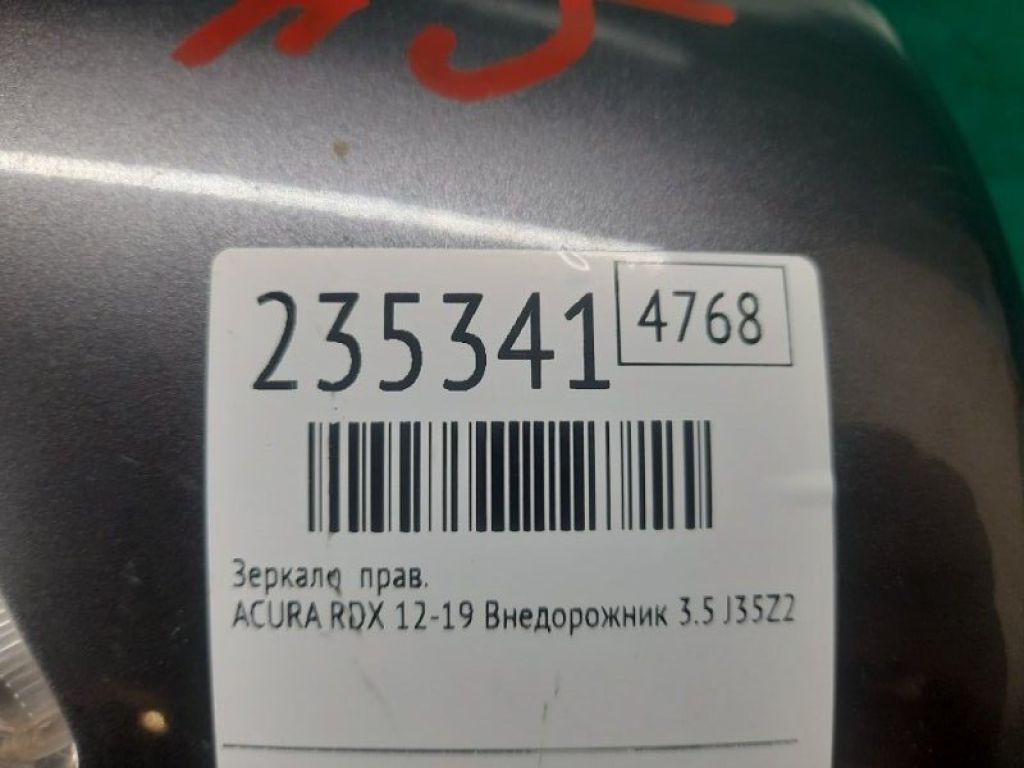 235341 4768
Зеркало прав.
ACURA RDX 12-19 Внедорожник 3.5 J35Z2